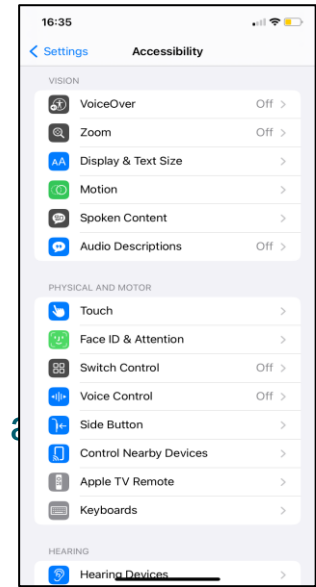 16:35
Settings Accessibility
VISION
VoiceOver Off
Zoom Off
AA Display & Text Size
Motion
Spoken Content
Audio Descriptions Off
PHYSICAL AND MOTOR
Touch
Face ID & Attention
Switch Control Off
Voice Control Off
Side Button
Control Nearby Devices
Apple TV Remote
Keyboards
HEARING
Hearing Devices